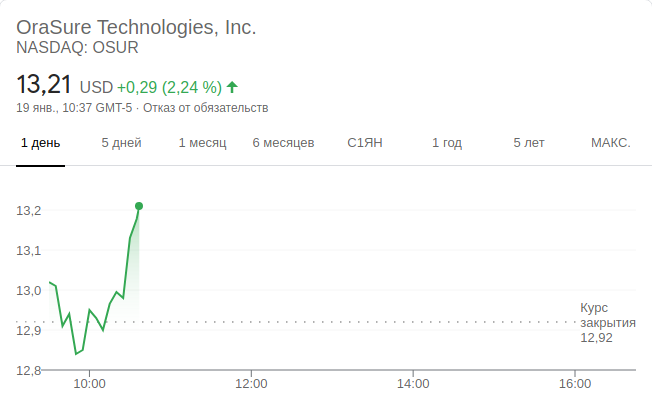 OraSure Technologies, Inc.
NASDAQ: OSUR
13,21 USD +0,29 (2,24 %)
19 янв., 10:37 GMT-5 · Отказ от обязательств
1 день 5 дней 1 месяц 6 месяцев С1ЯН 1 год 5 лет МАКС.
13,2
13,1
13,0
12,9
12,8
Курс
закрытия
12,92
10:00 12:00 14:00 16:00